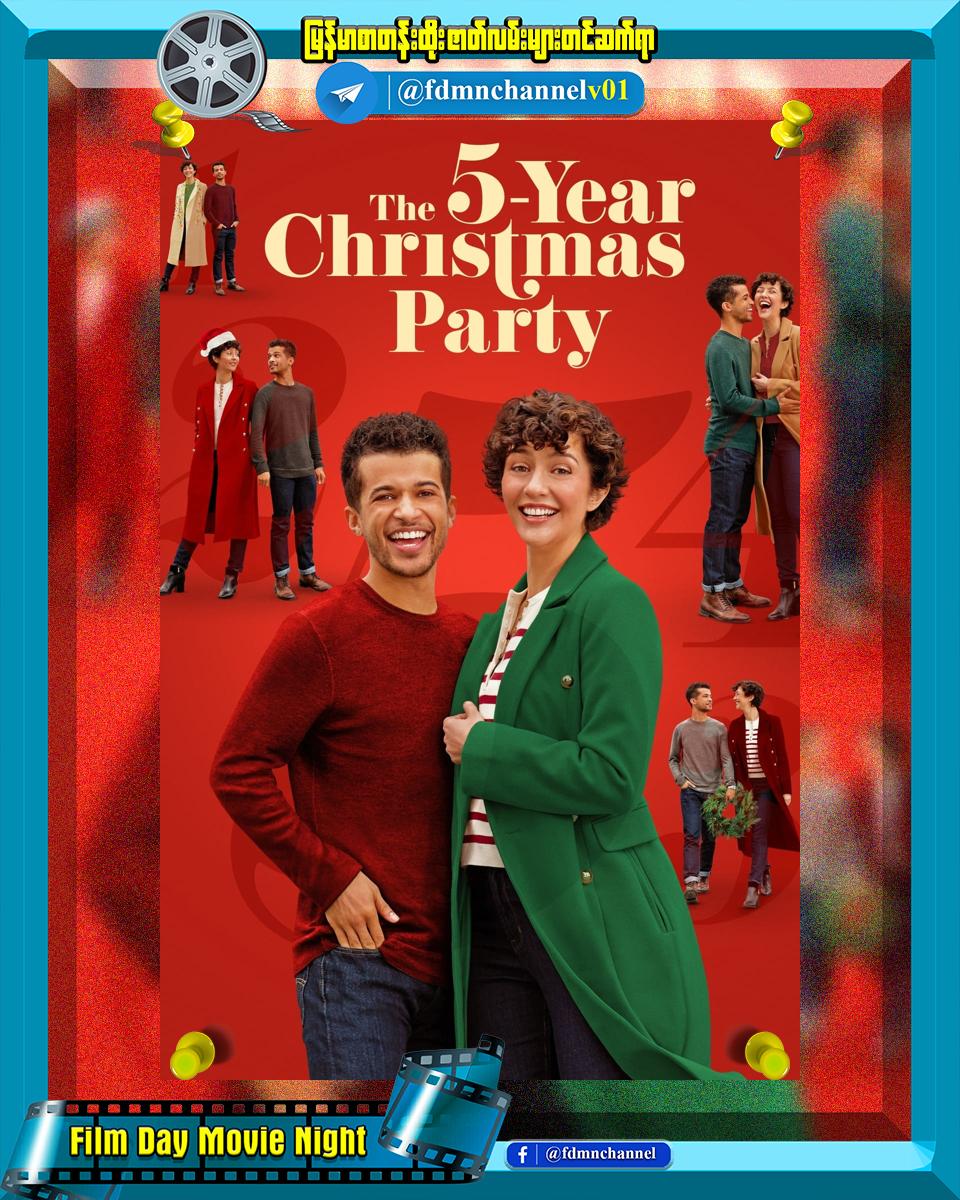 မြန်မာစာတန်းထိုးဇာတ်လမ်းများတင်ဆက်ရာ
@fdmnchannelv01
The 5-Year
Christmas
Party
Film Day Movie Night
@fdmnchannel